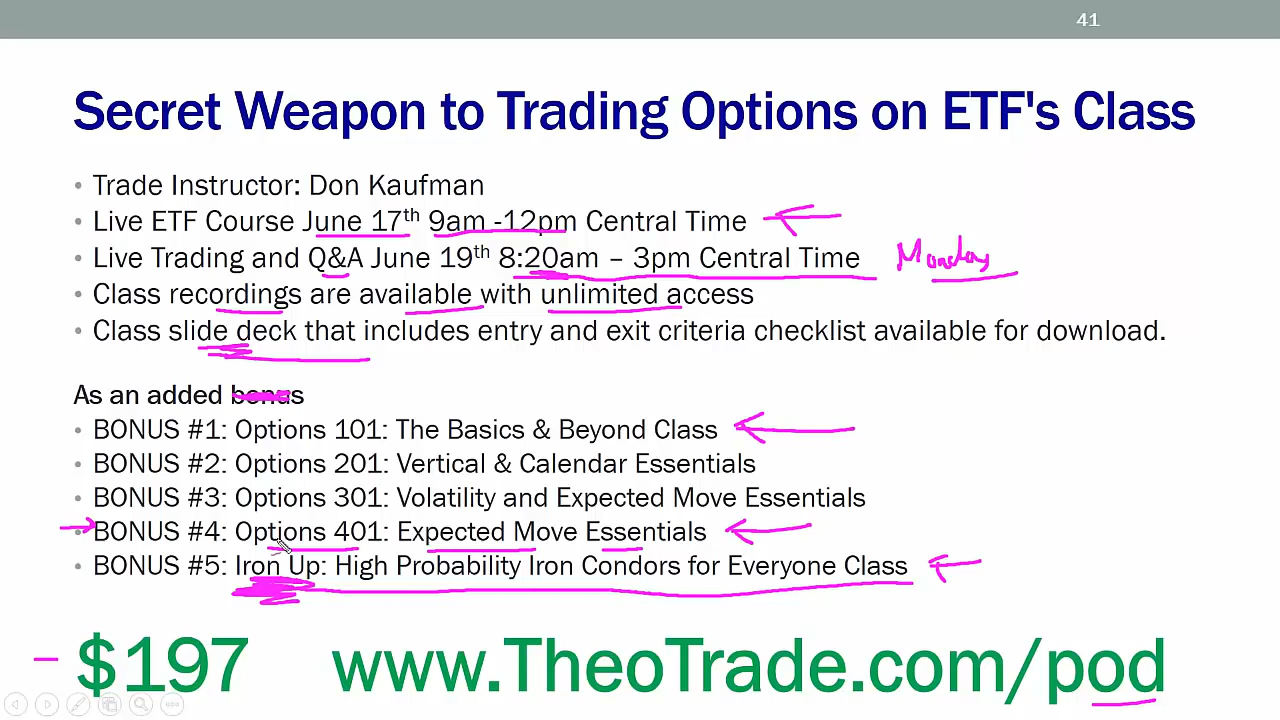 41
Secret Weapon to Trading Options on ETF's Class
• Trade Instructor: Don Kaufman
• Live ETF Course June 17th 9am -12pm Central Time
• Live Trading and Q&A June 19th 8:20am – 3pm Central Time Monday
• Class recordings are available with unlimited access
• Class slide deck that includes entry and exit criteria checklist available for download.
As an added bonus
• BONUS #1: Options 101: The Basics & Beyond Class
• BONUS #2: Options 201: Vertical & Calendar Essentials
• BONUS #3: Options 301: Volatility and Expected Move Essentials
• BONUS #4: Options 401: Expected Move Essentials
• BONUS #5: Iron Up: High Probability Iron Condors for Everyone Class
$197 www.TheoTrade.com/pod